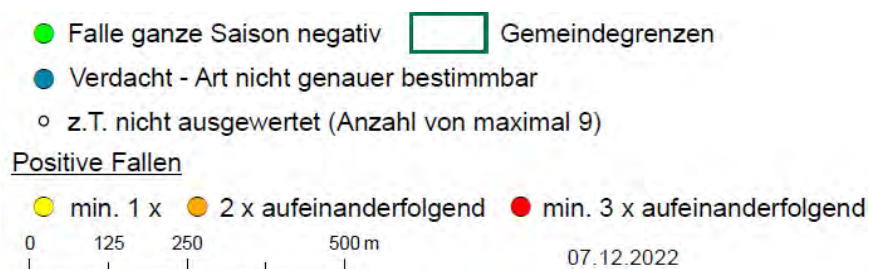 Falle ganze Saison negativ Gemeindegrenzen
Verdacht - Art nicht genauer bestimmbar
z.T. nicht ausgewertet (Anzahl von maximal 9)
Positive Fallen
min. 1 x 2 x aufeinanderfolgend min. 3 x aufeinanderfolgend
0 125 250 500 m
07.12.2022